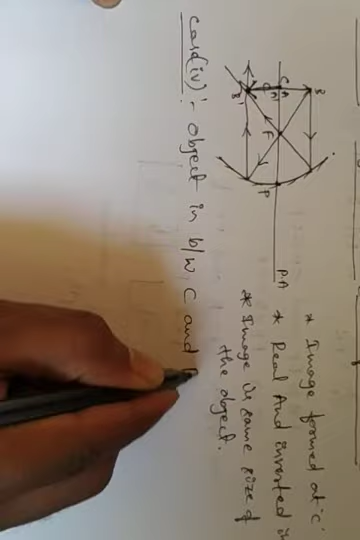 B
C
A
A'
F
P
P.A
B'
* Image formed at 'C'
* Real And inverted
* Image is same size of
the object.
case(iv) :- object in b/w C and